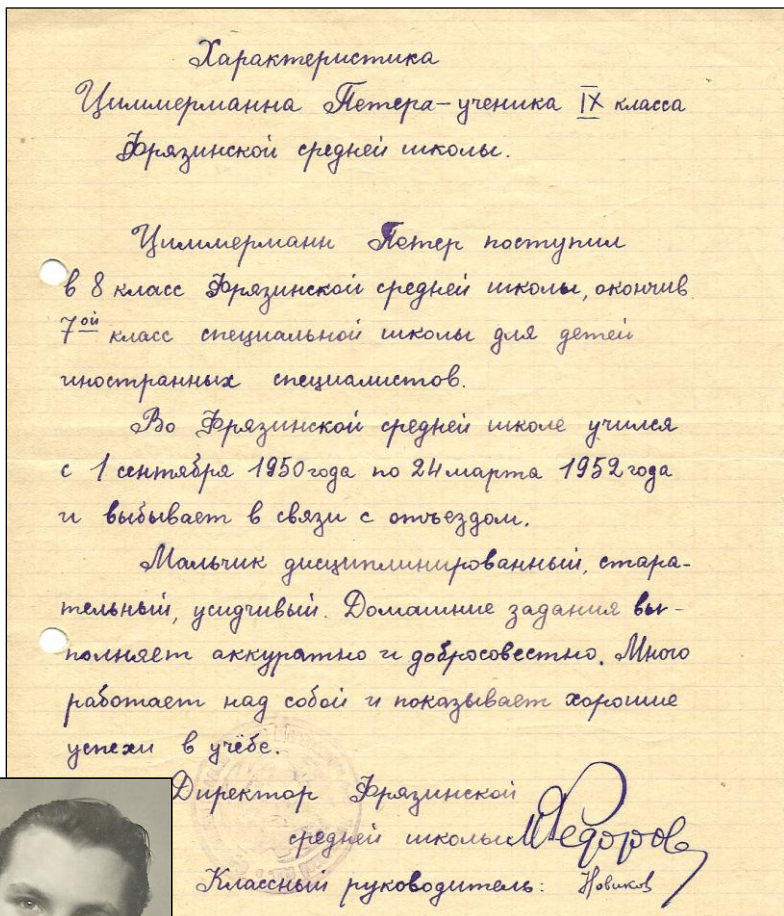 Характеристика
Циммерманна Петера – ученика IX класса
Фрязинской средней школы.
Циммерманн Петер поступил
в 8 класс Фрязинской средней школы, окончив
7ой класс специальной школы для детей
иностранных специалистов.
Во Фрязинской средней школе учился
с 1 сентября 1950 года по 24 марта 1952 года
и выбывает в связи с отъездом.
Мальчик дисциплинированный, стара-
тельный, усидчивый. Домашние задания вы-
полняет аккуратно и добросовестно. Много
работает над собой и показывает хорошие
успехи в учёбе.
Директор Фрязинской
средней школы: МФедоров
Классный руководитель: Новиков